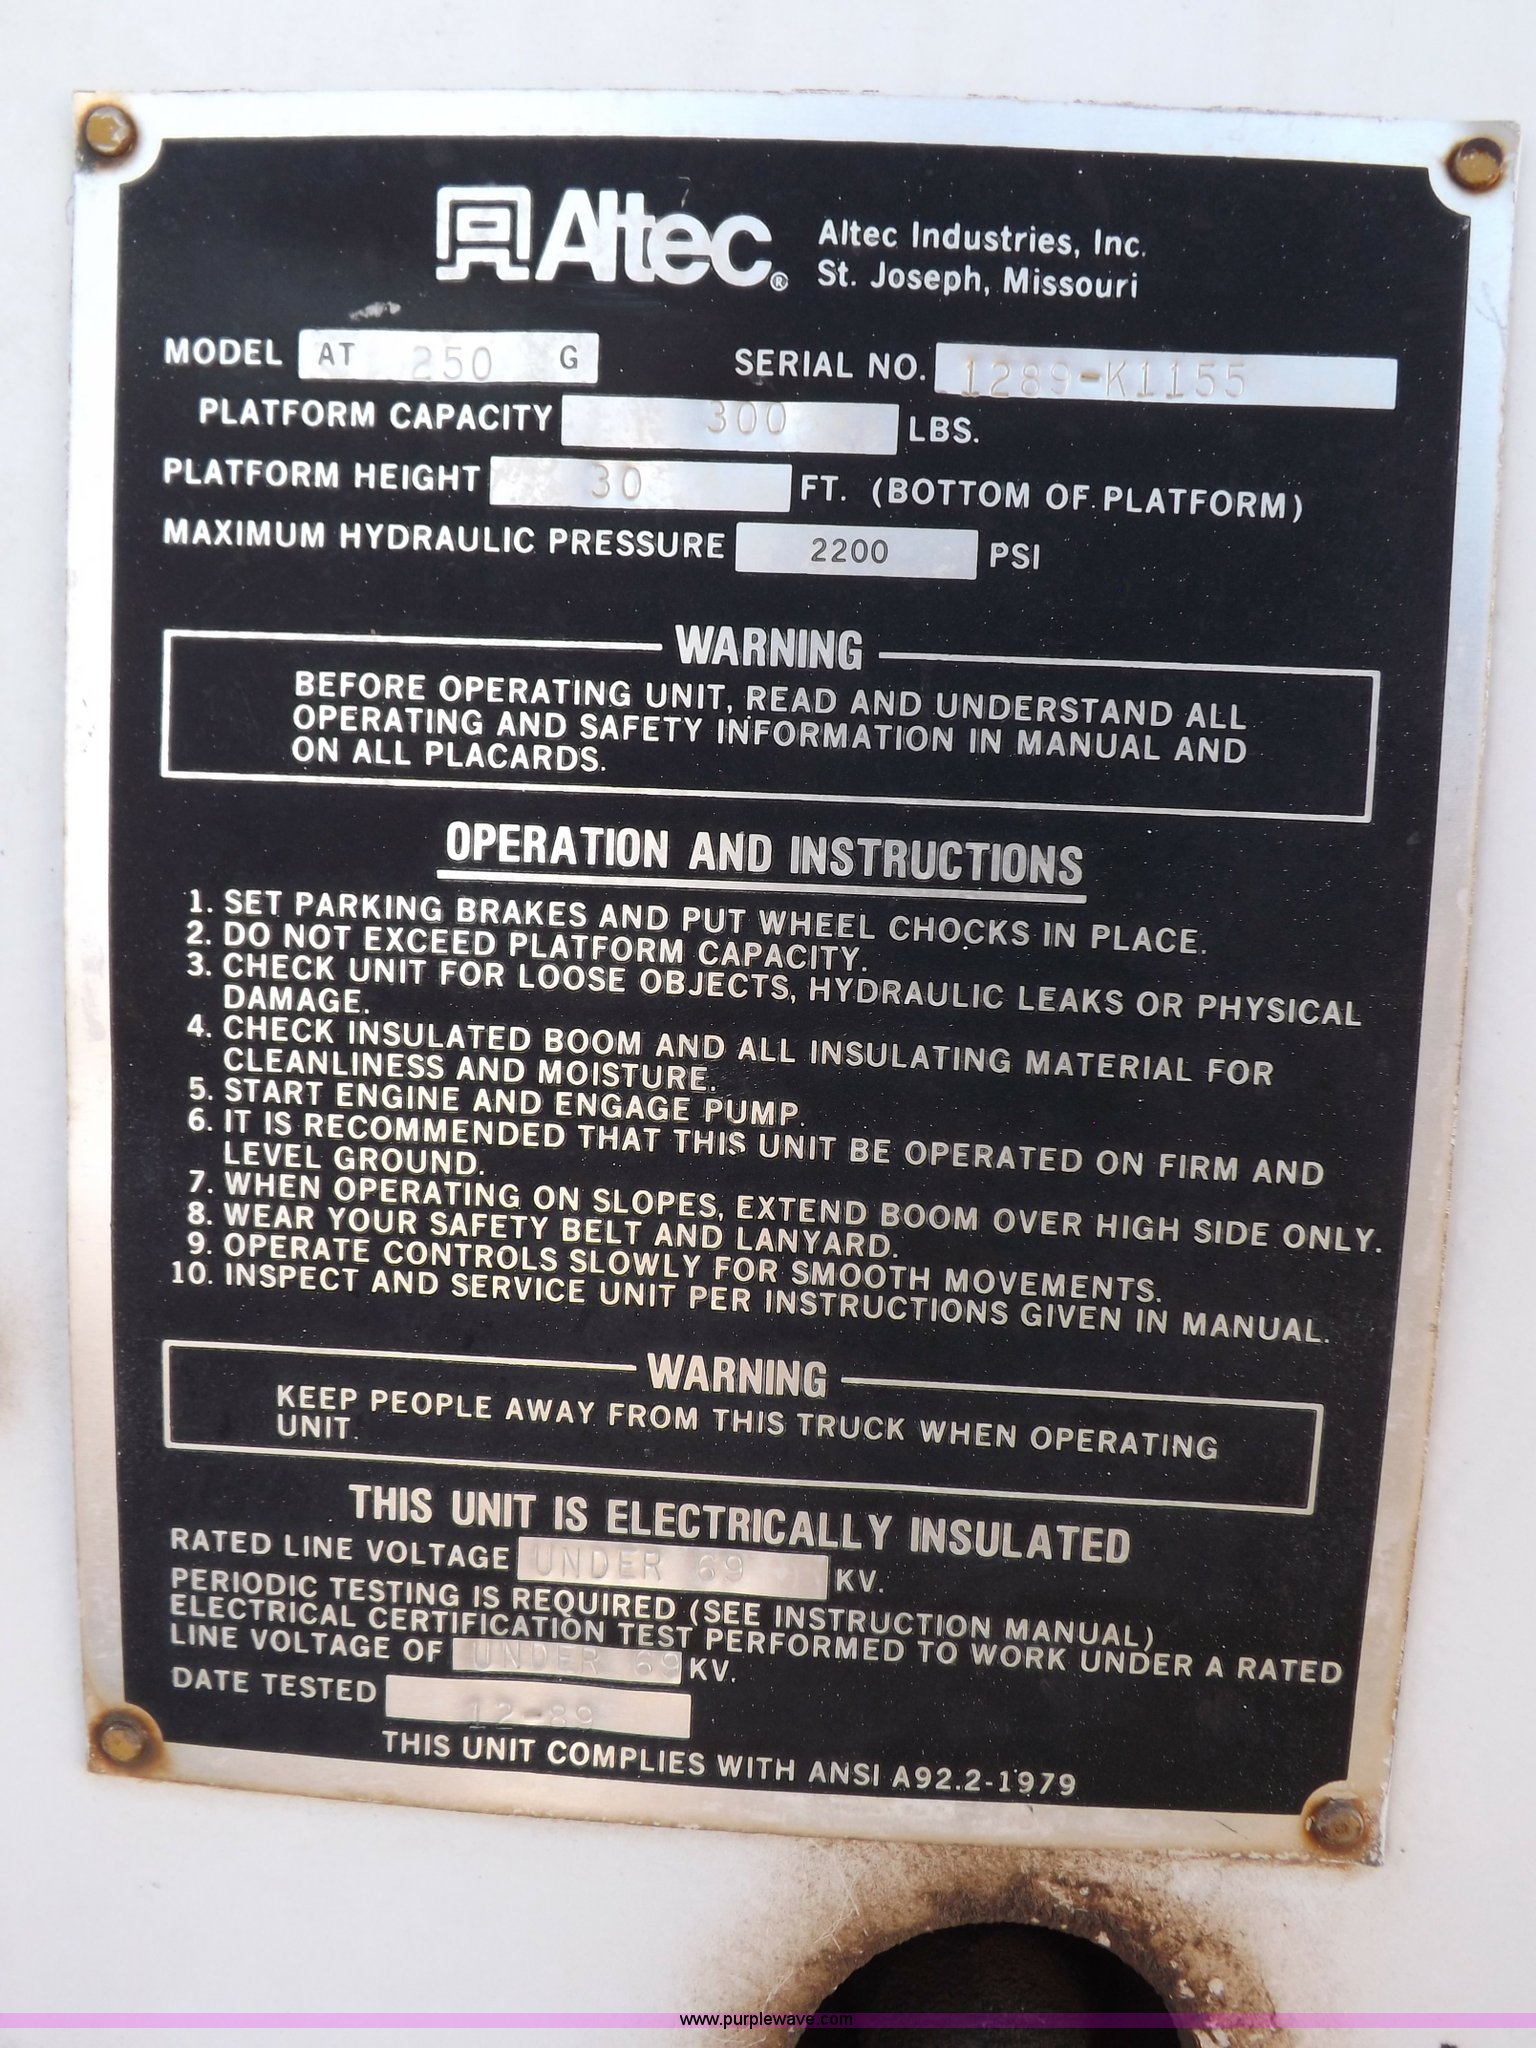 Altec® Altec Industries, Inc.
St. Joseph, Missouri
MODEL AT 250 G SERIAL NO. 1289-K1155
PLATFORM CAPACITY 300 LBS.
PLATFORM HEIGHT 30 FT. (BOTTOM OF PLATFORM)
MAXIMUM HYDRAULIC PRESSURE 2200 PSI
WARNING
BEFORE OPERATING UNIT, READ AND UNDERSTAND ALL
OPERATING AND SAFETY INFORMATION IN MANUAL AND
ON ALL PLACARDS.
OPERATION AND INSTRUCTIONS
1. SET PARKING BRAKES AND PUT WHEEL CHOCKS IN PLACE.
2. DO NOT EXCEED PLATFORM CAPACITY.
3. CHECK UNIT FOR LOOSE OBJECTS, HYDRAULIC LEAKS OR PHYSICAL
DAMAGE.
4. CHECK INSULATED BOOM AND ALL INSULATING MATERIAL FOR
CLEANLINESS AND MOISTURE.
5. START ENGINE AND ENGAGE PUMP.
6. IT IS RECOMMENDED THAT THIS UNIT BE OPERATED ON FIRM AND
LEVEL GROUND.
7. WHEN OPERATING ON SLOPES, EXTEND BOOM OVER HIGH SIDE ONLY.
8. WEAR YOUR SAFETY BELT AND LANYARD.
9. OPERATE CONTROLS SLOWLY FOR SMOOTH MOVEMENTS.
10. INSPECT AND SERVICE UNIT PER INSTRUCTIONS GIVEN IN MANUAL.
WARNING
KEEP PEOPLE AWAY FROM THIS TRUCK WHEN OPERATING
UNIT.
THIS UNIT IS ELECTRICALLY INSULATED
RATED LINE VOLTAGE UNDER 69 KV.
PERIODIC TESTING IS REQUIRED (SEE INSTRUCTION MANUAL)
ELECTRICAL CERTIFICATION TEST PERFORMED TO WORK UNDER A RATED
LINE VOLTAGE OF UNDER 69 KV.
DATE TESTED 12-89
THIS UNIT COMPLIES WITH ANSI A92.2-1979
www.purplewave.com